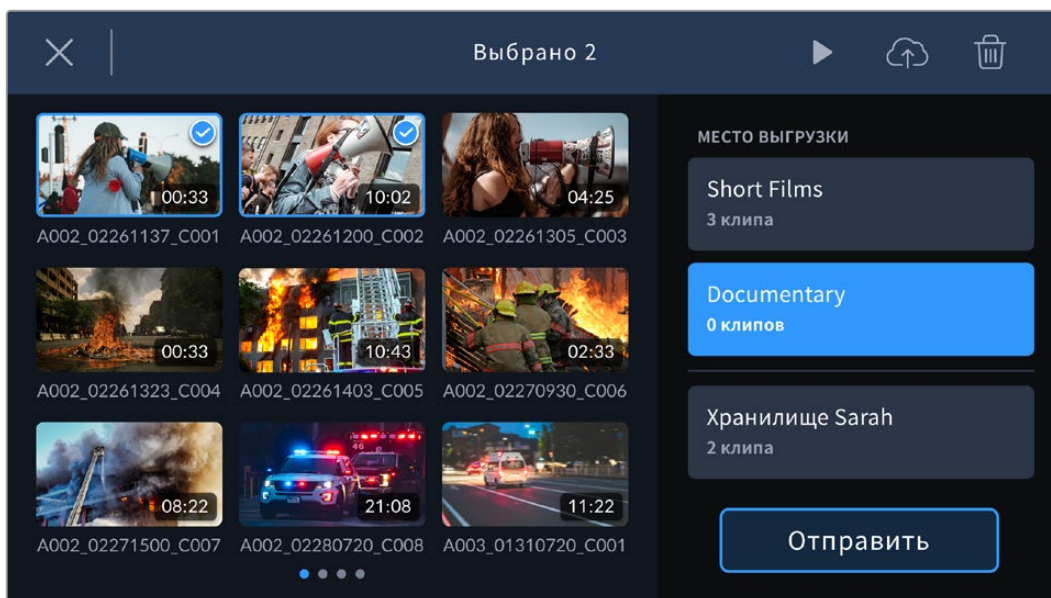 Выбрано 2
00:33
10:02
04:25
A002_02261137_C001
A002_02261200_C002
A002_02261305_C003
00:33
10:43
02:33
A002_02261323_C004
A002_02261403_C005
A002_02270930_C006
46
08:22
21:08
11:22
A002_02271500_C007
A002_02280720_C008
A003_01310720_C001
МЕСТО ВЫГРУЗКИ
Short Films
3 клипа
Documentary
0 клипов
Хранилище Sarah
2 клипа
Отправить